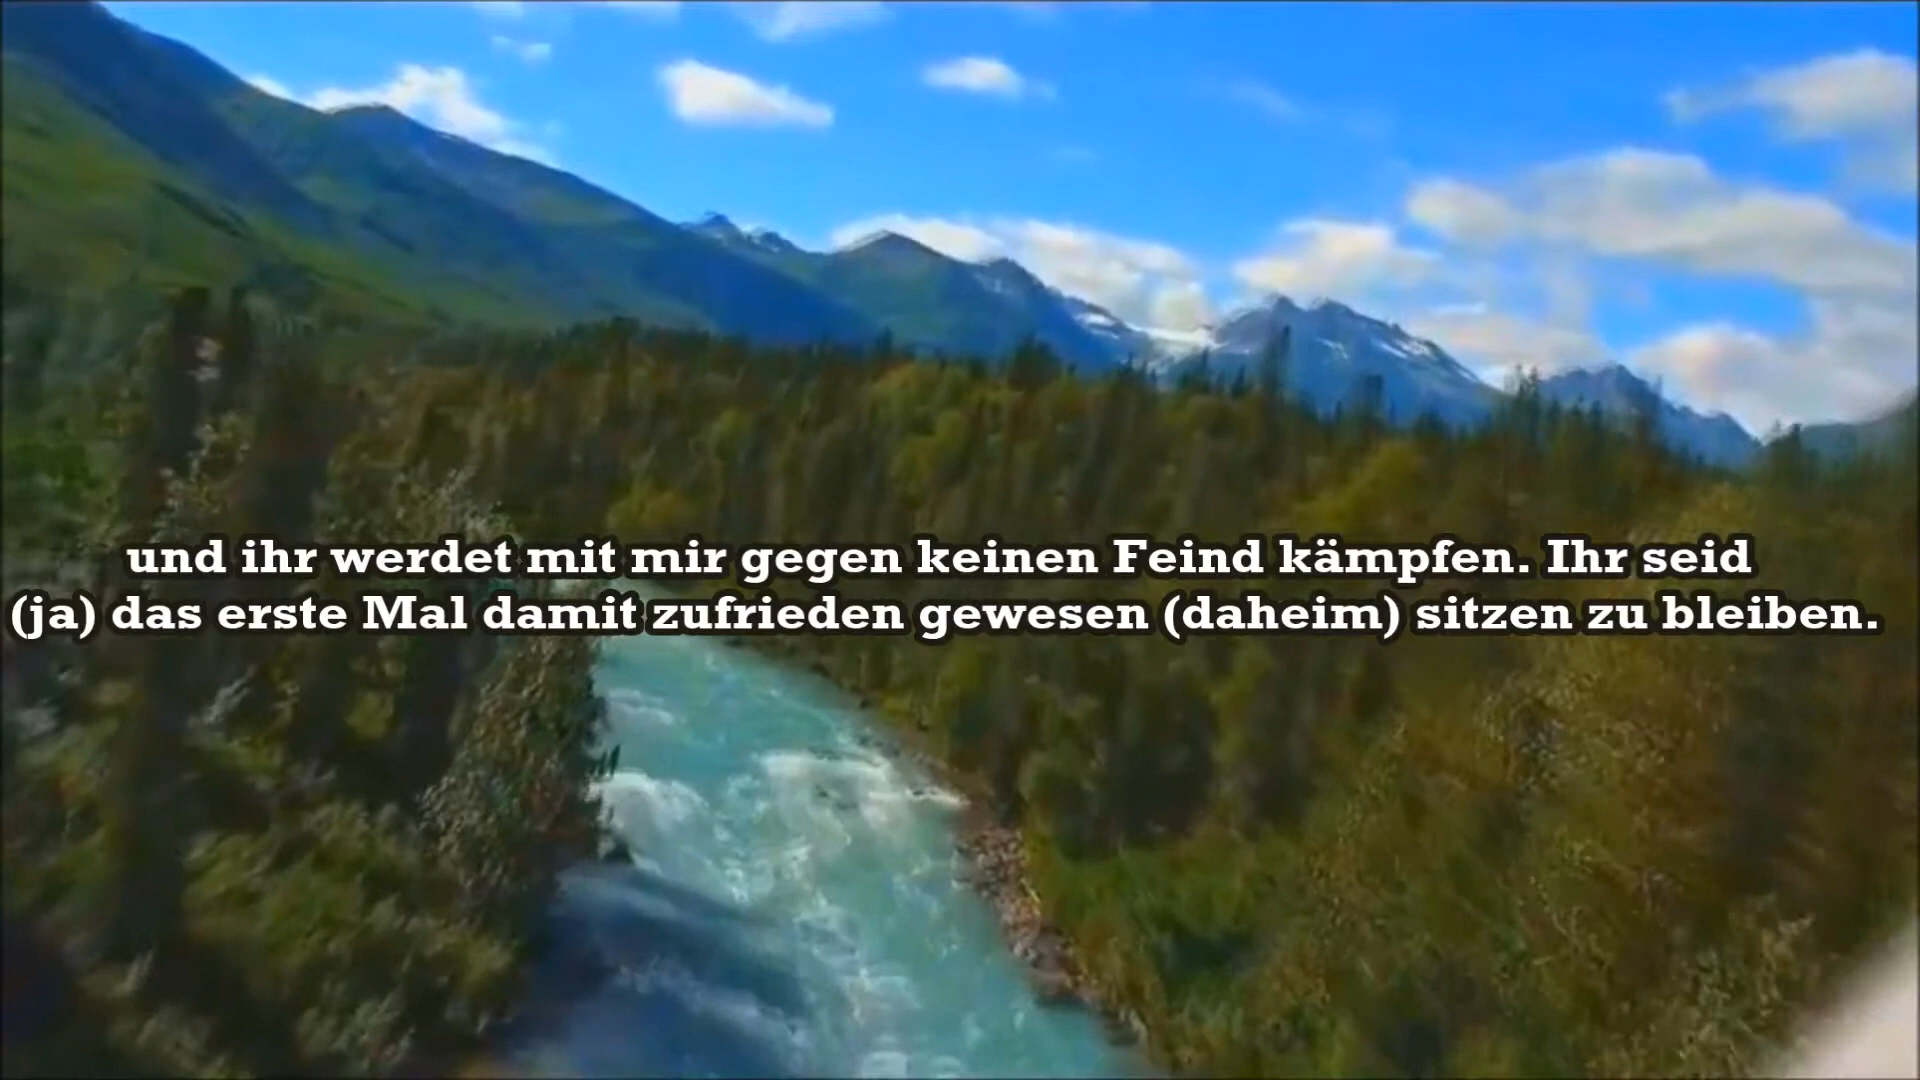 und ihr werdet mit mir gegen keinen Feind kämpfen. Ihr seid
(ja) das erste Mal damit zufrieden gewesen (daheim) sitzen zu bleiben.